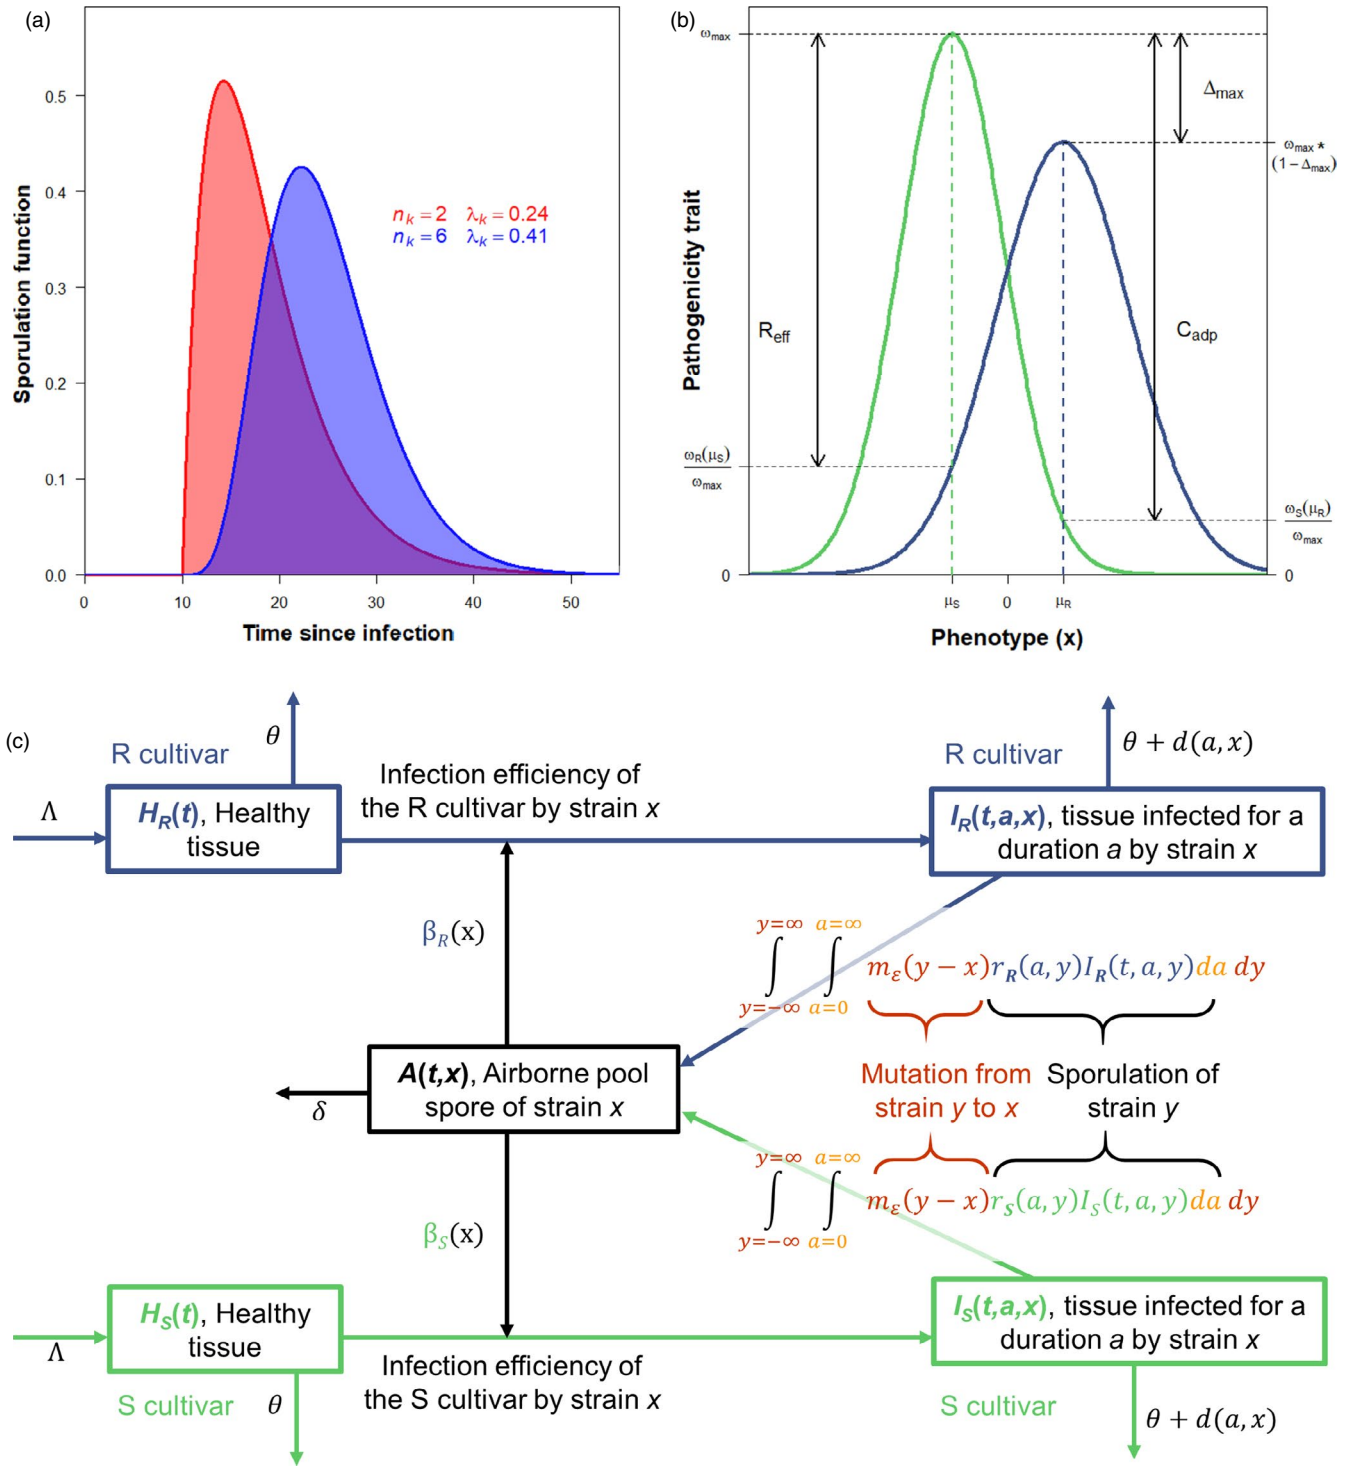 (a)
Sporulation function
0.5
0.4
0.3
0.2
0.1
0.0
n_k = 2 λ_k = 0.24
n_k = 6 λ_k = 0.41
0 10 20 30 40 50
Time since infection
(b)
Pathogenicity trait
ω_max
R_eff
Δ_max
C_adp
ω_max *
(1 − Δ_max)
ω_R(μ_S)
ω_max
ω_S(μ_R)
ω_max
0
0
μ_S 0 μ_R
Phenotype (x)
(c)
R cultivar
θ
Λ
H_R(t), Healthy
tissue
Infection efficiency of
the R cultivar by strain x
R cultivar
θ + d(a, x)
I_R(t,a,x), tissue infected for a
duration a by strain x
β_R(x)
y=∞ a=∞
∫ ∫ m_ε(y − x)r_R(a, y)I_R(t, a, y)da dy
y=−∞ a=0
A(t,x), Airborne pool
spore of strain x
δ
Mutation from
strain y to x
Sporulation of
strain y
y=∞ a=∞
∫ ∫ m_ε(y − x)r_S(a, y)I_S(t, a, y)da dy
y=−∞ a=0
β_S(x)
H_S(t), Healthy
tissue
Λ
S cultivar
θ
Infection efficiency of
the S cultivar by strain x
I_S(t,a,x), tissue infected for a
duration a by strain x
S cultivar
θ + d(a, x)